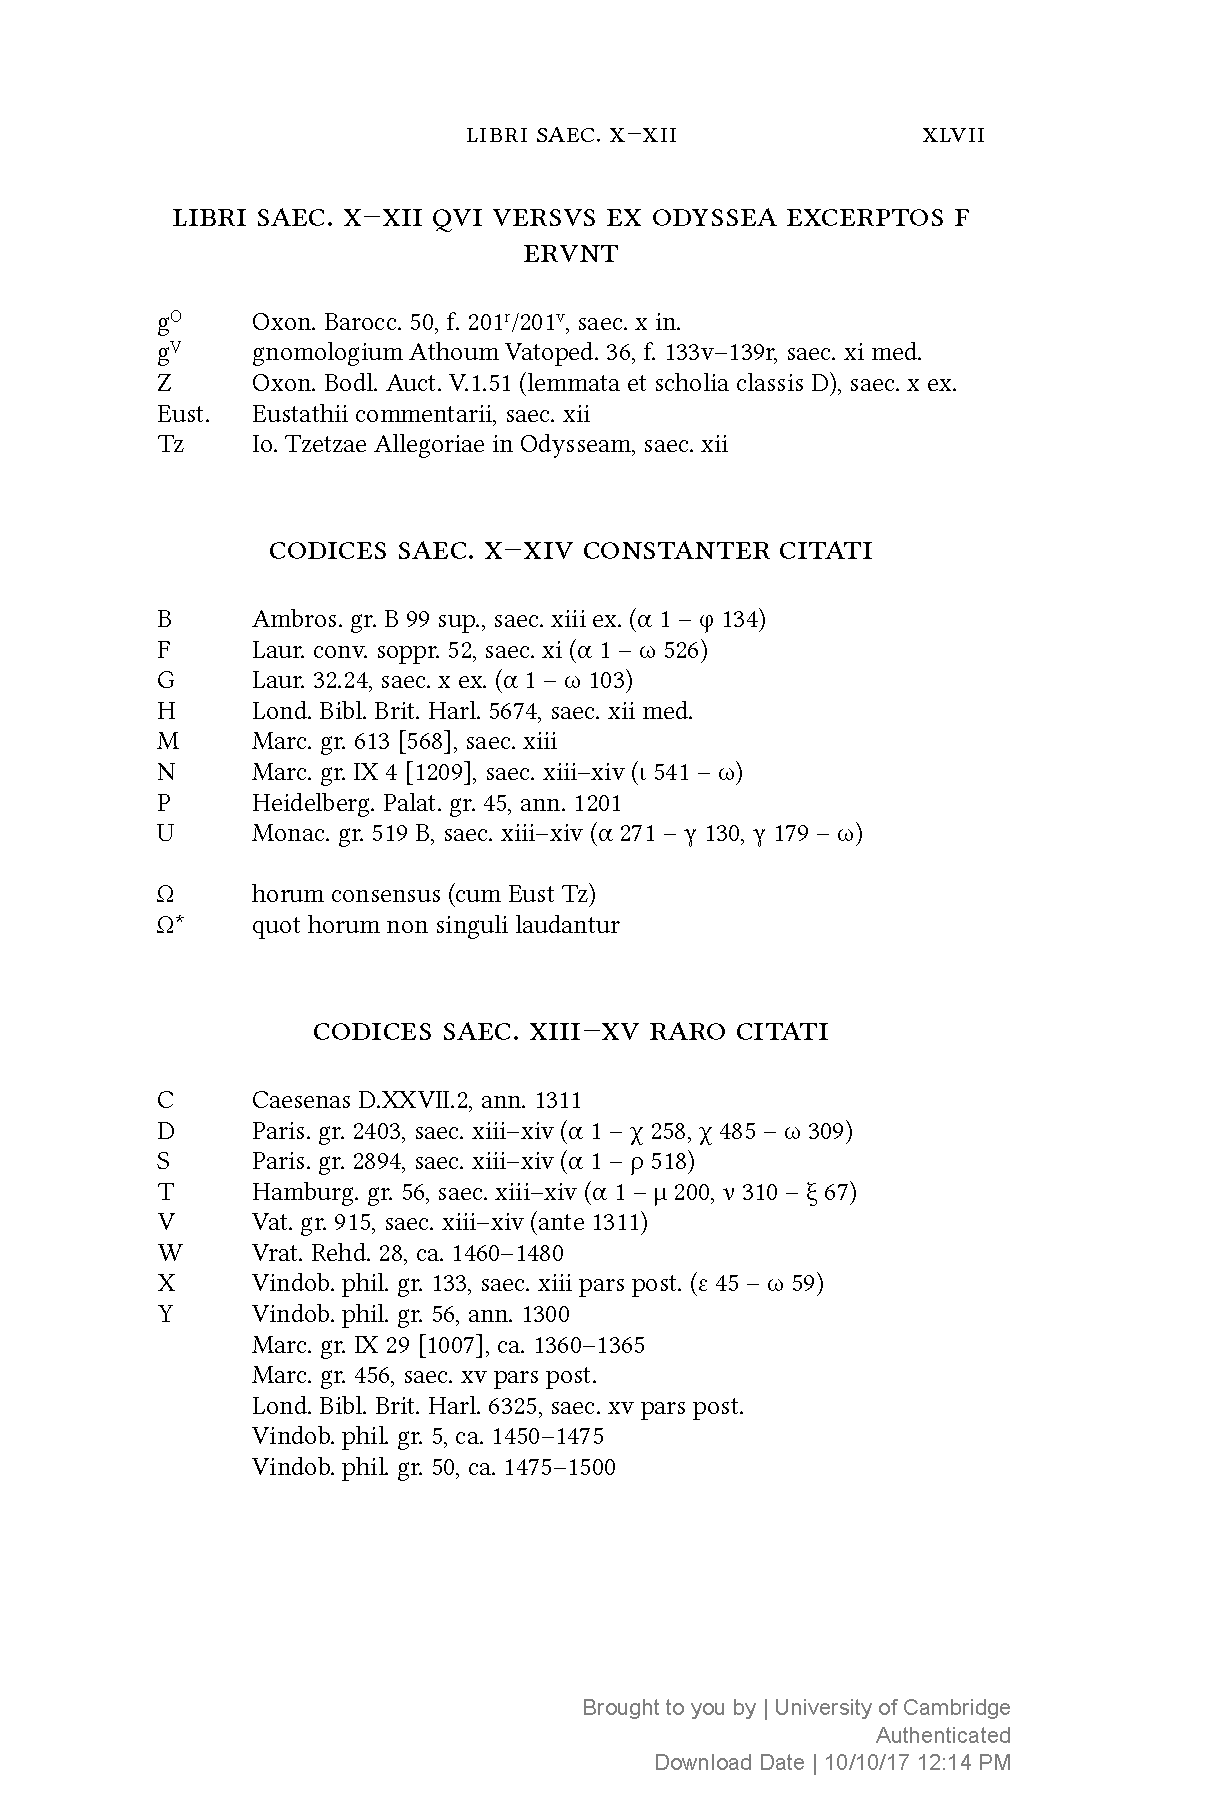 LIBRI SAEC. X–XII XLVII
LIBRI SAEC. X–XII QVI VERSVS EX ODYSSEA EXCERPTOS F
ERVNT
g^O Oxon. Barocc. 50, f. 201^r/201^v, saec. x in.
g^V gnomologium Athoum Vatoped. 36, f. 133v–139r, saec. xi med.
Z Oxon. Bodl. Auct. V.1.51 (lemmata et scholia classis D), saec. x ex.
Eust. Eustathii commentarii, saec. xii
Tz Io. Tzetzae Allegoriae in Odysseam, saec. xii
CODICES SAEC. X–XIV CONSTANTER CITATI
B Ambros. gr. B 99 sup., saec. xiii ex. (α 1 – φ 134)
F Laur. conv. soppr. 52, saec. xi (α 1 – ω 526)
G Laur. 32.24, saec. x ex. (α 1 – ω 103)
H Lond. Bibl. Brit. Harl. 5674, saec. xii med.
M Marc. gr. 613 [568], saec. xiii
N Marc. gr. IX 4 [1209], saec. xiii–xiv (ι 541 – ω)
P Heidelberg. Palat. gr. 45, ann. 1201
U Monac. gr. 519 B, saec. xiii–xiv (α 271 – γ 130, γ 179 – ω)
Ω horum consensus (cum Eust Tz)
Ω* quot horum non singuli laudantur
CODICES SAEC. XIII–XV RARO CITATI
C Caesenas D.XXVII.2, ann. 1311
D Paris. gr. 2403, saec. xiii–xiv (α 1 – χ 258, χ 485 – ω 309)
S Paris. gr. 2894, saec. xiii–xiv (α 1 – ρ 518)
T Hamburg. gr. 56, saec. xiii–xiv (α 1 – μ 200, ν 310 – ξ 67)
V Vat. gr. 915, saec. xiii–xiv (ante 1311)
W Vrat. Rehd. 28, ca. 1460–1480
X Vindob. phil. gr. 133, saec. xiii pars post. (ε 45 – ω 59)
Y Vindob. phil. gr. 56, ann. 1300
Marc. gr. IX 29 [1007], ca. 1360–1365
Marc. gr. 456, saec. xv pars post.
Lond. Bibl. Brit. Harl. 6325, saec. xv pars post.
Vindob. phil. gr. 5, ca. 1450–1475
Vindob. phil. gr. 50, ca. 1475–1500
Brought to you by | University of Cambridge
Authenticated
Download Date | 10/10/17 12:14 PM